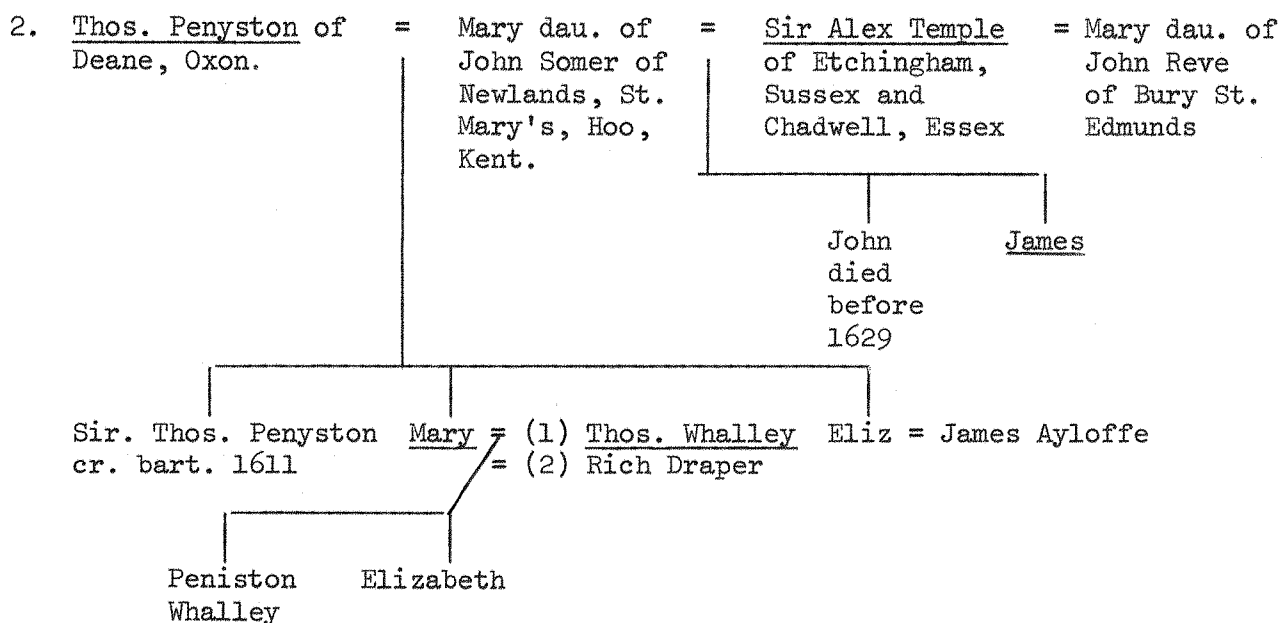 2. Thos. Penyston of = Mary dau. of = Sir Alex Temple = Mary dau. of
Deane, Oxon. John Somer of of Etchingham, John Reve
Newlands, St. Sussex and of Bury St.
Mary's, Hoo, Chadwell, Essex Edmunds
Kent.
John James
died
before
1629
Sir. Thos. Penyston Mary = (1) Thos. Whalley Eliz = James Ayloffe
cr. bart. 1611 = (2) Rich Draper
Peniston Elizabeth
Whalley